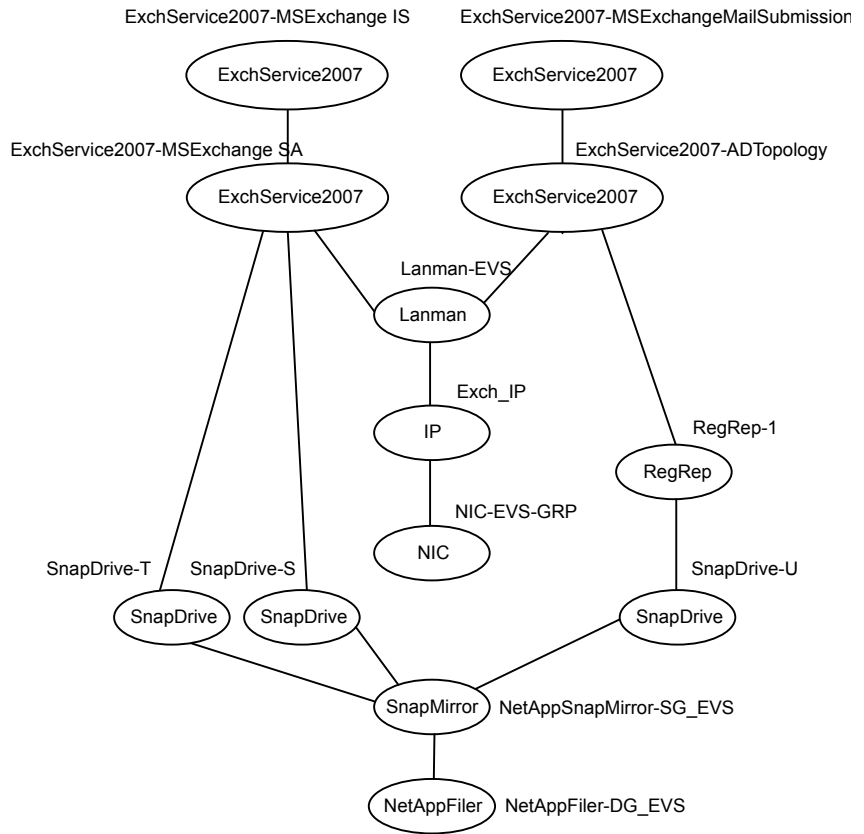 ExchService2007-MSExchange IS
ExchService2007-MSExchangeMailSubmission
ExchService2007
ExchService2007
ExchService2007-MSExchange SA
ExchService2007-ADTopology
ExchService2007
ExchService2007
Lanman-EVS
Lanman
Exch_IP
IP
RegRep-1
RegRep
NIC-EVS-GRP
NIC
SnapDrive-T
SnapDrive-S
SnapDrive-U
SnapDrive
SnapDrive
SnapDrive
SnapMirror
NetAppSnapMirror-SG_EVS
NetAppFiler
NetAppFiler-DG_EVS